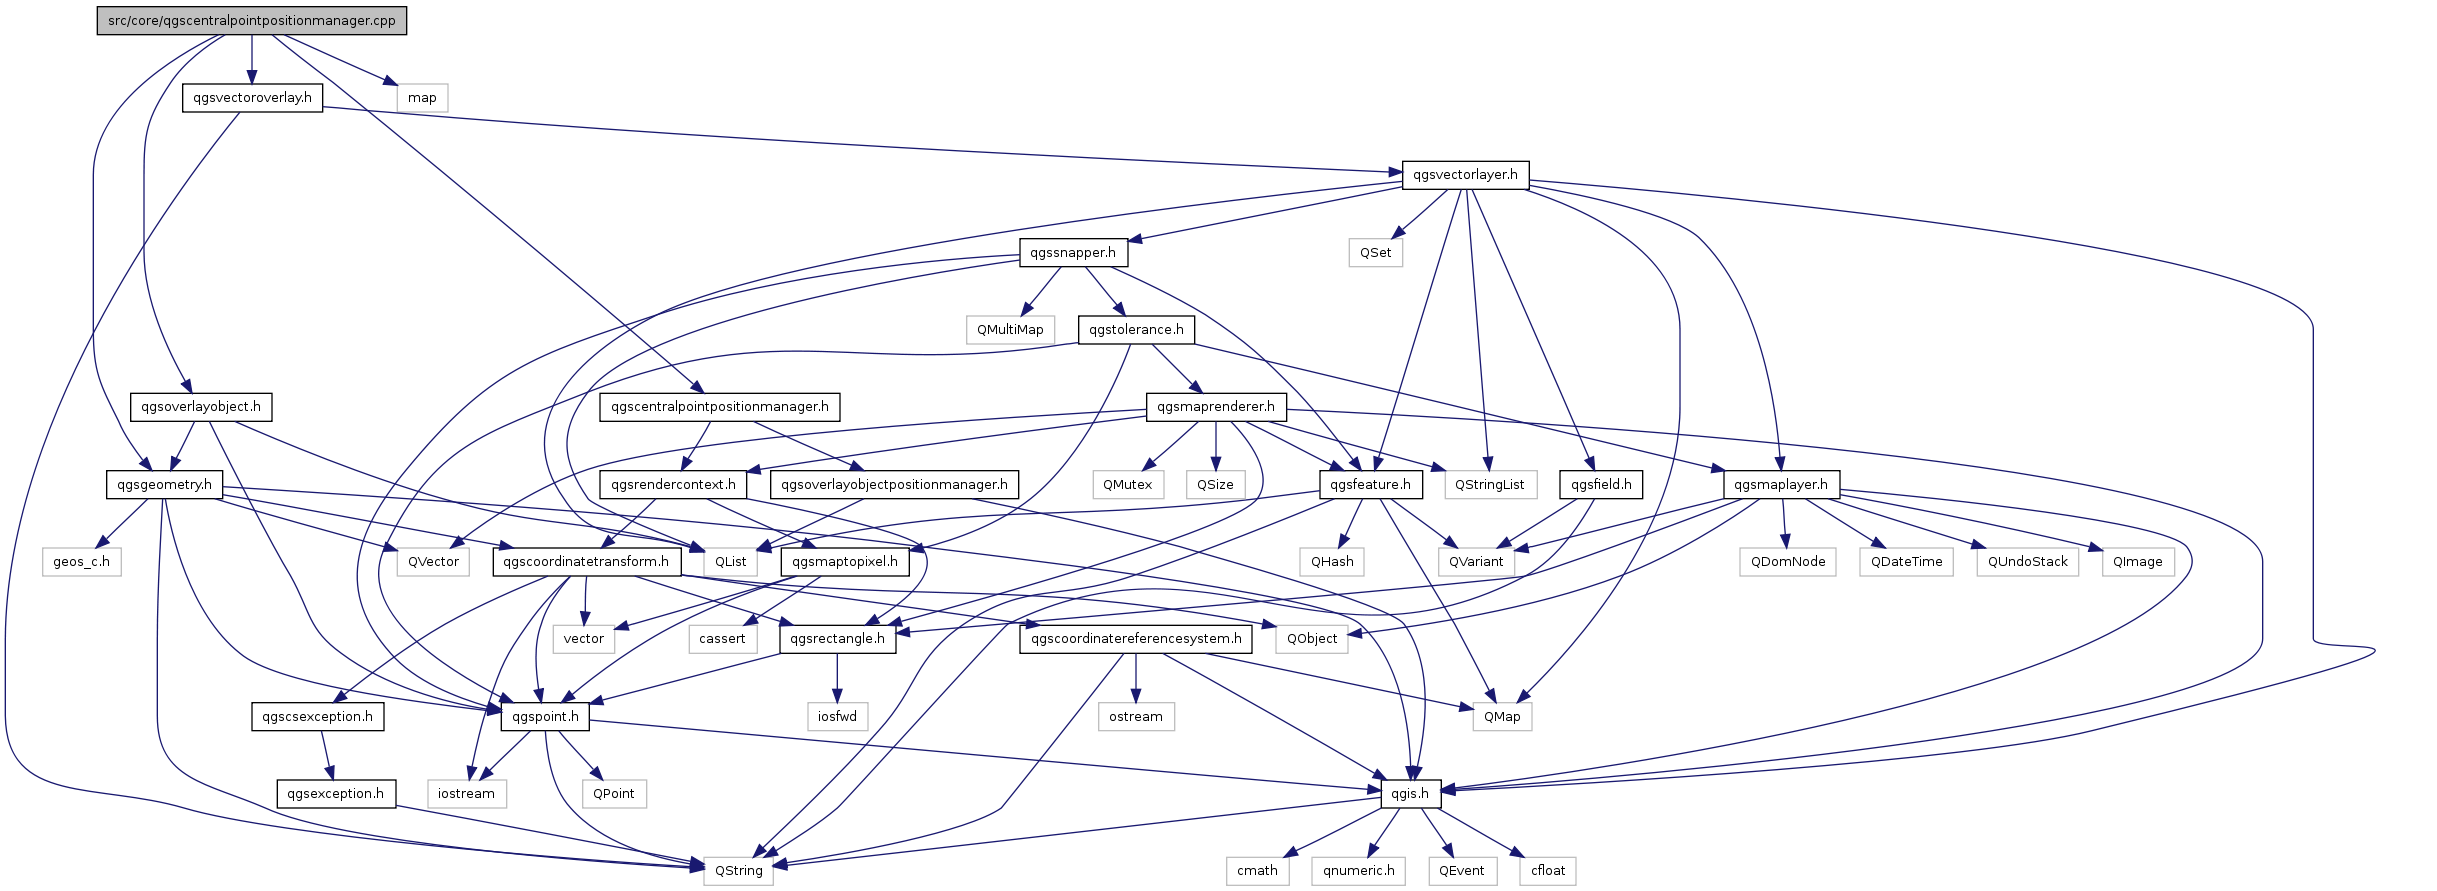 src/core/qgscentralpointpositionmanager.cpp
qgsvectoroverlay.h
map
qgsvectorlayer.h
qgssnapper.h
QSet
QMultiMap
qgstolerance.h
qgsoverlayobject.h
qgscentralpointpositionmanager.h
qgsmaprenderer.h
qgsgeometry.h
qgsrendercontext.h
qgsoverlayobjectpositionmanager.h
QMutex
QSize
qgsfeature.h
QStringList
qgsfield.h
qgsmaplayer.h
geos_c.h
QVector
qgscoordinatetransform.h
QList
qgsmaptopixel.h
QHash
QVariant
QDomNode
QDateTime
QUndoStack
QImage
vector
cassert
qgsrectangle.h
qgscoordinatereferencesystem.h
QObject
qgscsexception.h
qgspoint.h
iosfwd
ostream
QMap
qgsexception.h
iostream
QPoint
qgis.h
QString
cmath
qnumeric.h
QEvent
cfloat